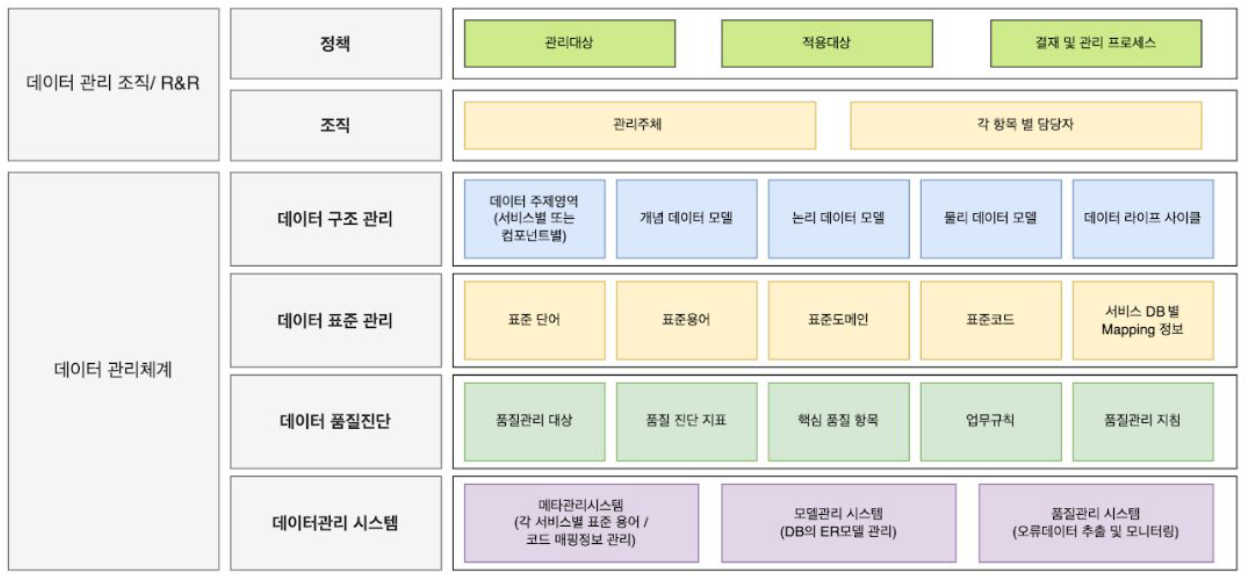 데이터 관리 조직/ R&R
정책
관리대상
적용대상
결재 및 관리 프로세스
조직
관리주체
각 항목 별 담당자
데이터 관리체계
데이터 구조 관리
데이터 주제영역
(서비스별 또는
컴포넌트별)
개념 데이터 모델
논리 데이터 모델
물리 데이터 모델
데이터 라이프 사이클
데이터 표준 관리
표준 단어
표준용어
표준도메인
표준코드
서비스 DB 별
Mapping 정보
데이터 품질진단
품질관리 대상
품질 진단 지표
핵심 품질 항목
업무규칙
품질관리 지침
데이터관리 시스템
메타관리시스템
(각 서비스별 표준 용어 /
코드 매핑정보 관리)
모델관리 시스템
(DB의 ER모델 관리)
품질관리 시스템
(오류데이터 추출 및 모니터링)